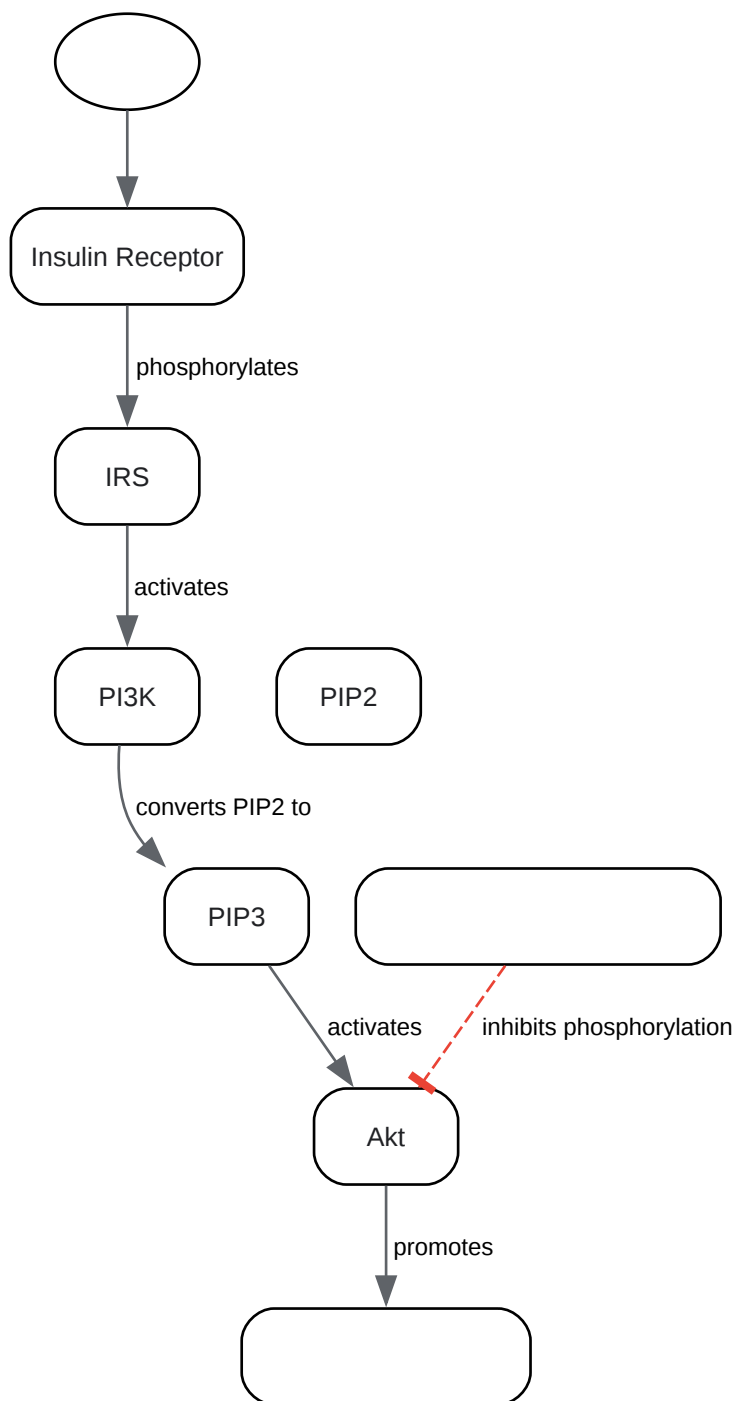 Insulin Receptor
phosphorylates
IRS
activates
PI3K
PIP2
converts PIP2 to
PIP3
activates
inhibits phosphorylation
Akt
promotes